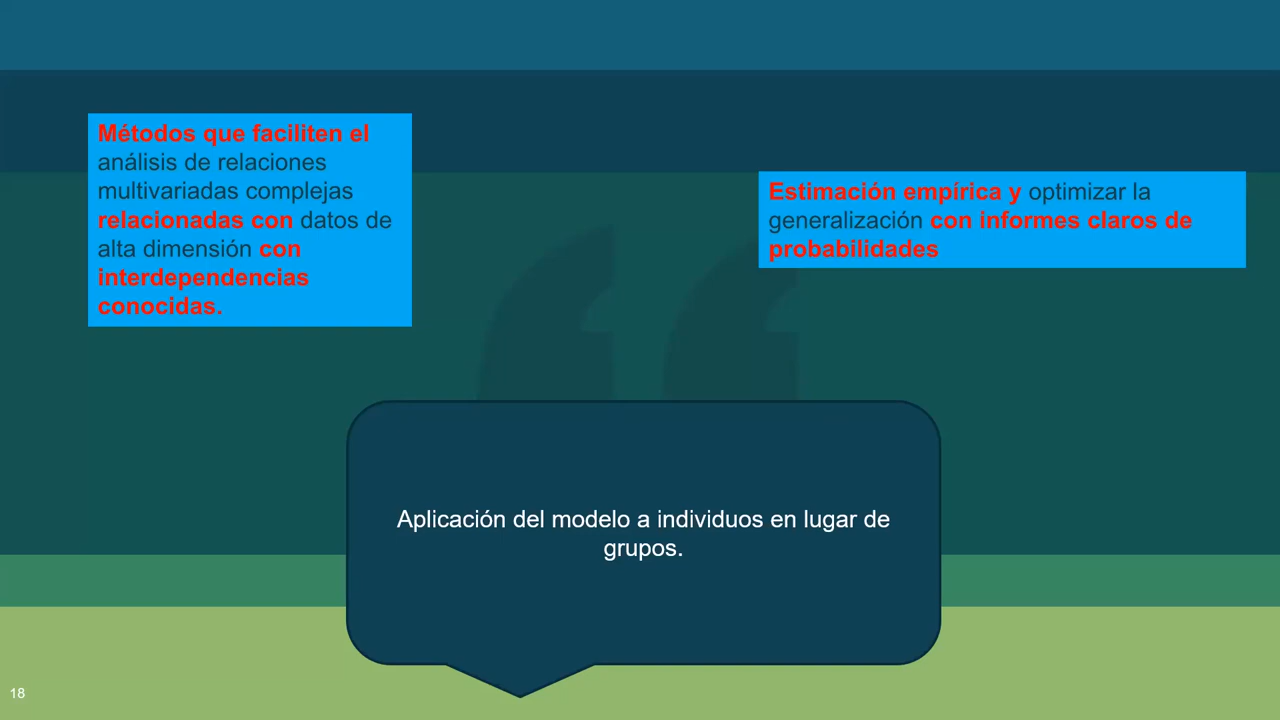 Métodos que faciliten el
análisis de relaciones
multivariadas complejas
relacionadas con datos de
alta dimensión con
interdependencias
conocidas.
Estimación empírica y optimizar la
generalización con informes claros de
probabilidades
Aplicación del modelo a individuos en lugar de
grupos.
18